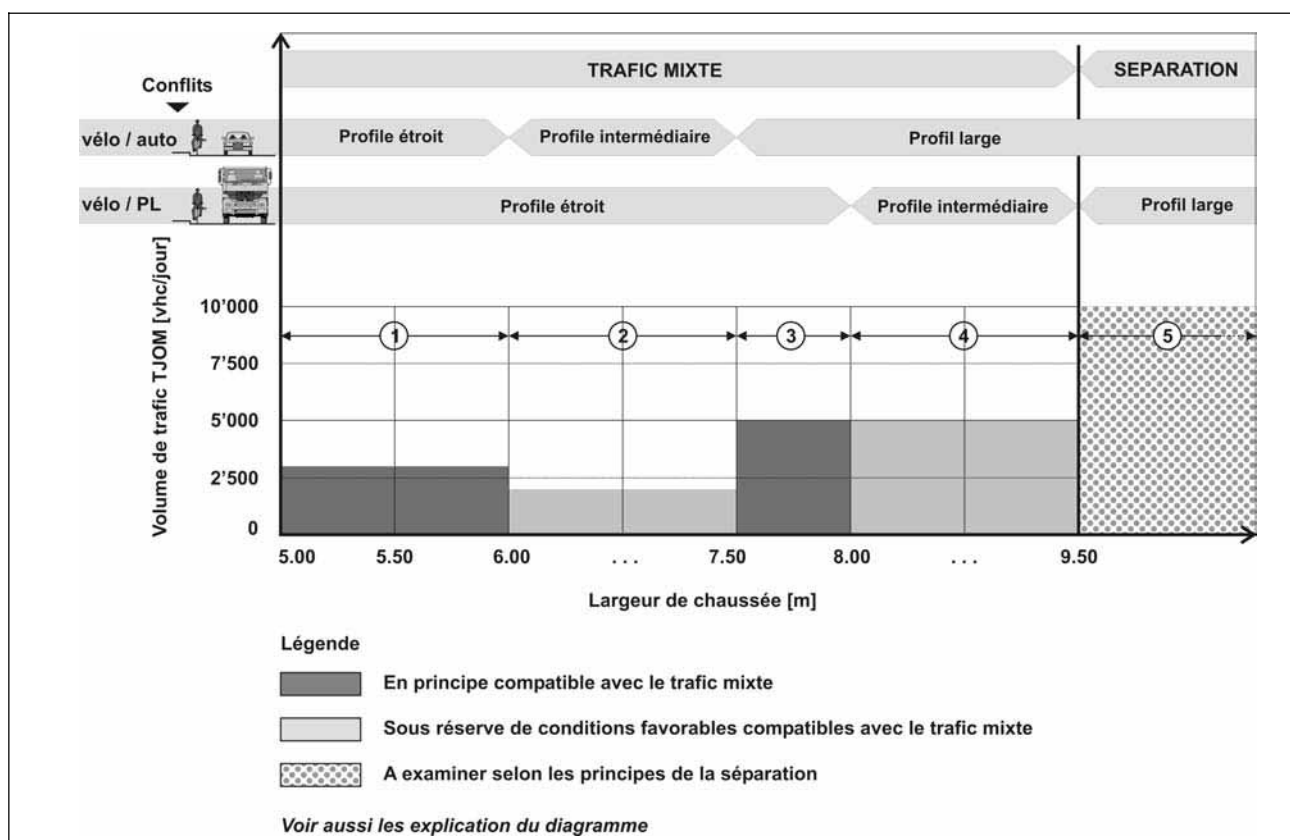 TRAFIC MIXTE
SEPARATION
Conflits
vélo / auto
Profile étroit
Profile intermédiaire
Profil large
vélo / PL
Profile étroit
Profile intermédiaire
Profil large
Volume de trafic TJOM [vhc/jour]
10’000
7’500
5’000
2’500
0
1
2
3
4
5
5.00 5.50 6.00 . . . 7.50 8.00 . . . 9.50
Largeur de chaussée [m]
Légende
En principe compatible avec le trafic mixte
Sous réserve de conditions favorables compatibles avec le trafic mixte
A examiner selon les principes de la séparation
Voir aussi les explication du diagramme